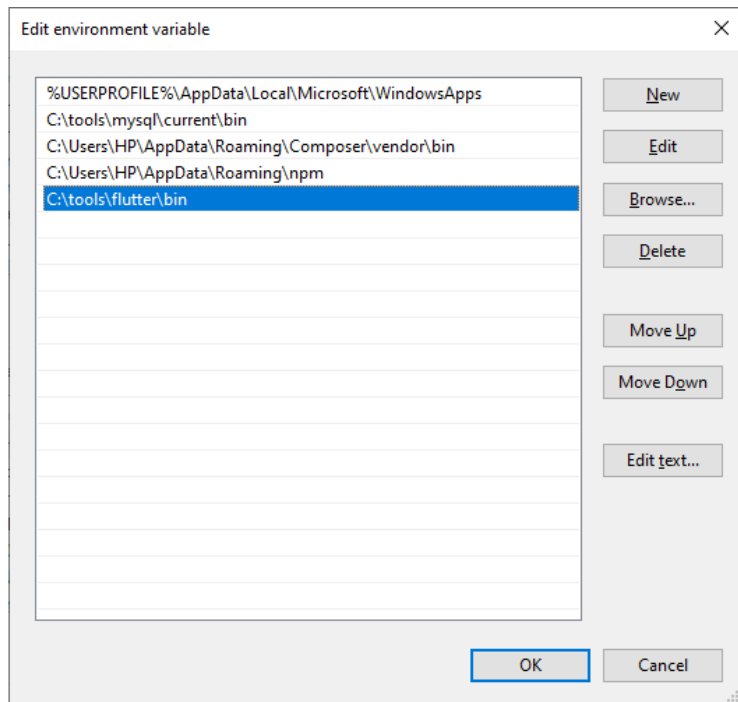 Edit environment variable
%USERPROFILE%\AppData\Local\Microsoft\WindowsApps
C:\tools\mysql\current\bin
C:\Users\HP\AppData\Roaming\Composer\vendor\bin
C:\Users\HP\AppData\Roaming\npm
C:\tools\flutter\bin
New
Edit
Browse...
Delete
Move Up
Move Down
Edit text...
OK
Cancel